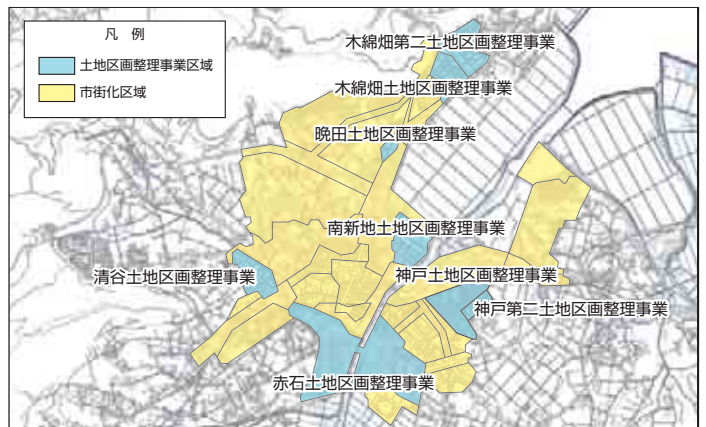 凡 例
土地区画整理事業区域
市街化区域
木綿畑第二土地区画整理事業
木綿畑土地区画整理事業
晩田土地区画整理事業
南新地土地区画整理事業
清谷土地区画整理事業
神戸土地区画整理事業
神戸第二土地区画整理事業
赤石土地区画整理事業